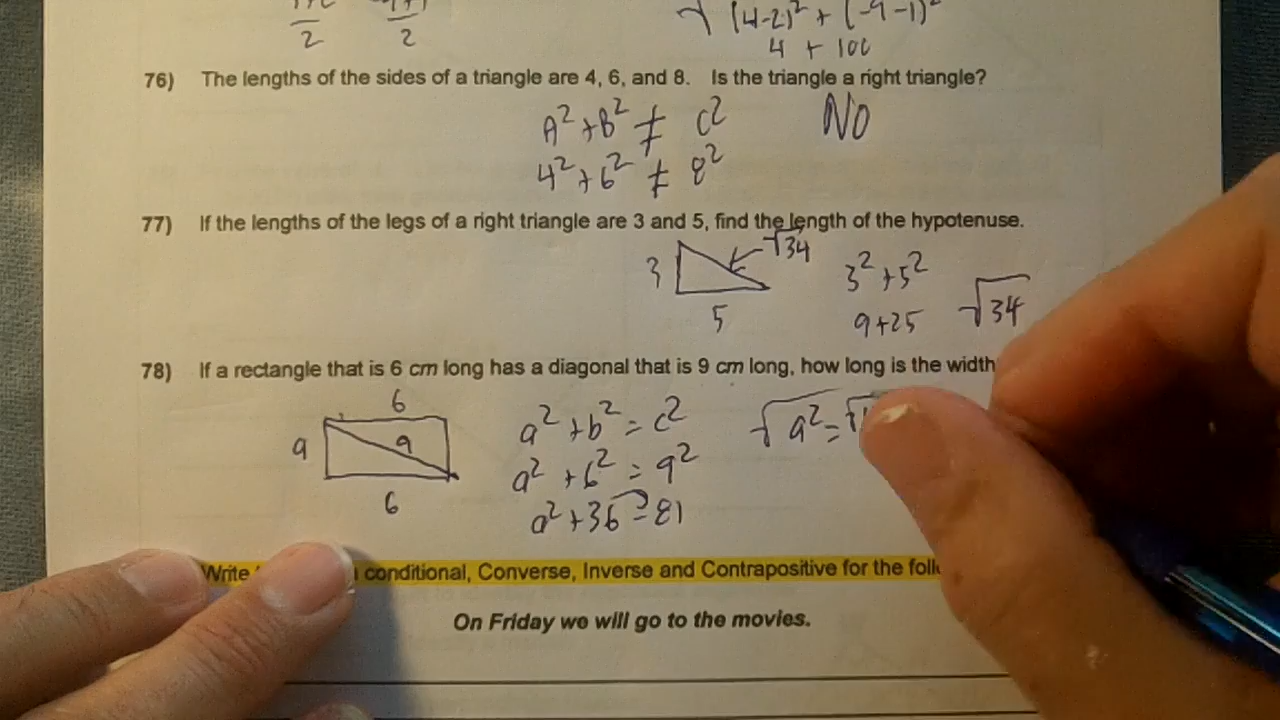 2 2 √(4-2)² + (-9-1)²
4 + 100
76) The lengths of the sides of a triangle are 4, 6, and 8. Is the triangle a right triangle?
A² + B² ≠ C² NO
4² + 6² ≠ 8²
77) If the lengths of the legs of a right triangle are 3 and 5, find the length of the hypotenuse.
√34
3 3² + 5²
5 9+25 √34
78) If a rectangle that is 6 cm long has a diagonal that is 9 cm long, how long is the width
6 a² + b² = c² √a² = √
a 9 a² + 6² = 9²
6 a² + 36 = 81
Write conditional, Converse, Inverse and Contrapositive for the
On Friday we will go to the movies.